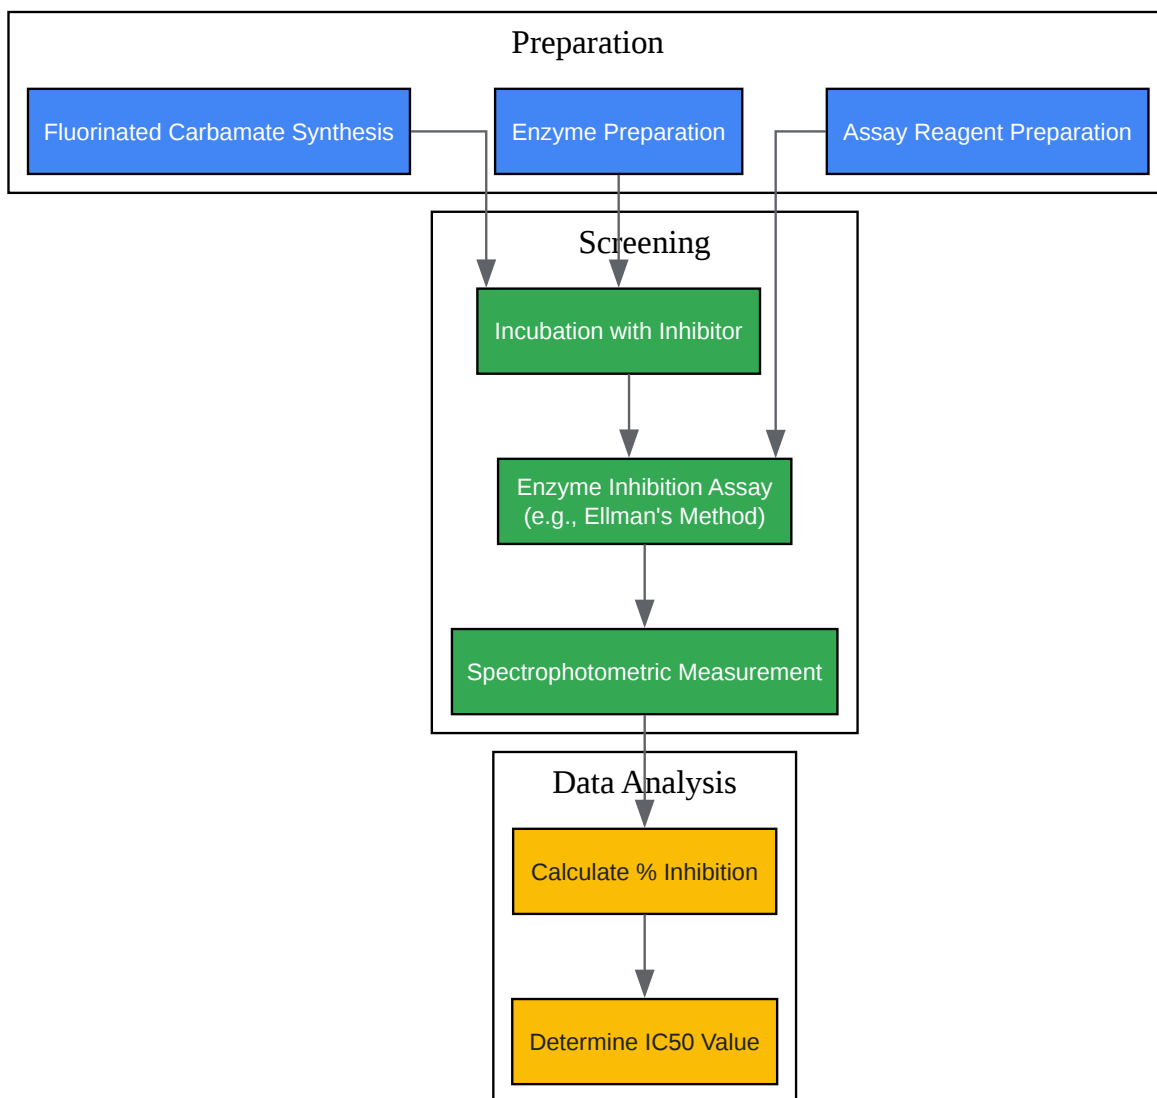 Preparation
Fluorinated Carbamate Synthesis
Enzyme Preparation
Assay Reagent Preparation
Screening
Incubation with Inhibitor
Enzyme Inhibition Assay
(e.g., Ellman's Method)
Spectrophotometric Measurement
Data Analysis
Calculate % Inhibition
Determine IC50 Value